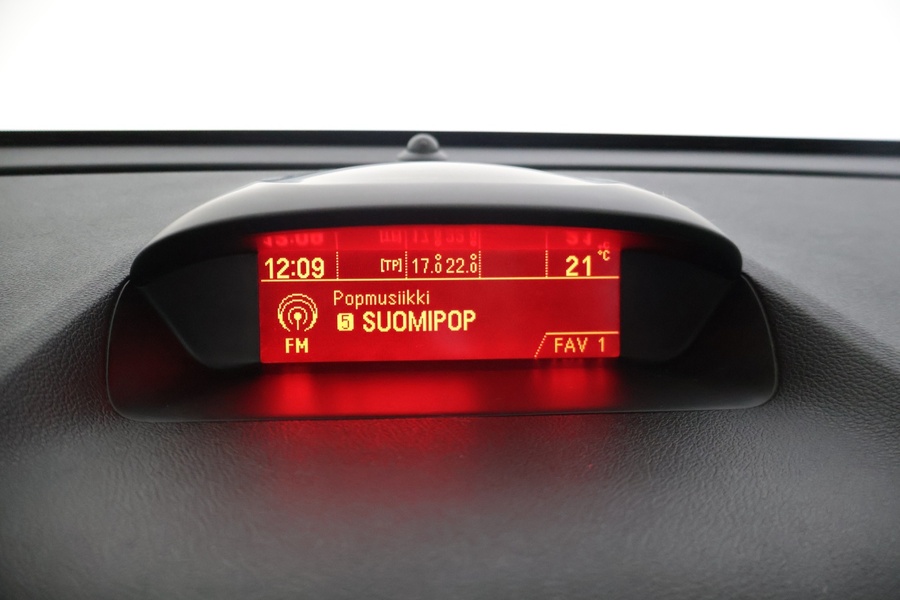 12:09 [TP] 17.0° 22.0° 21 °C
Popmusiikki
5 SUOMIPOP
FM FAV 1